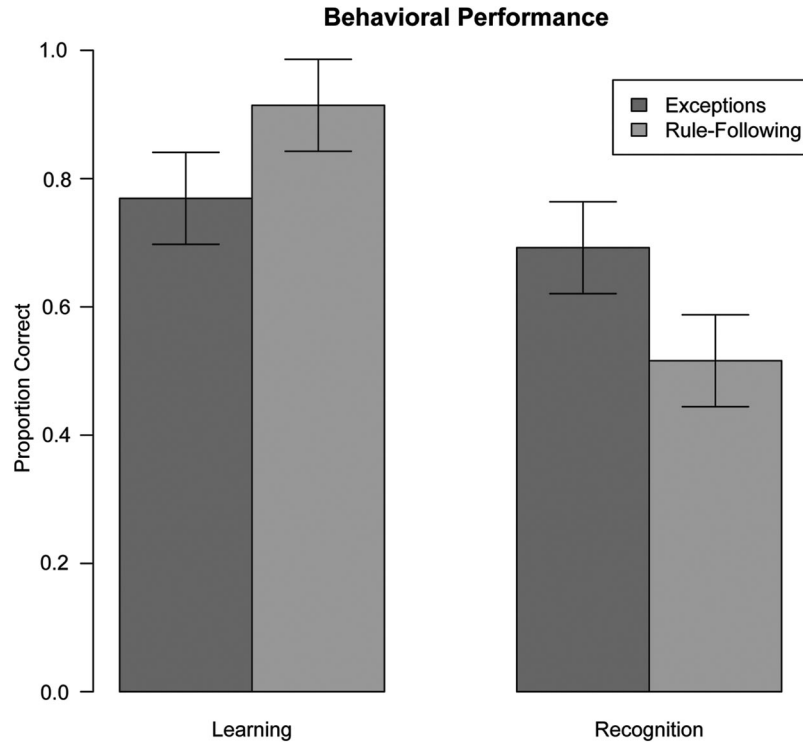 Behavioral Performance
1.0
0.8
0.6
0.4
0.2
0.0
Proportion Correct
Exceptions
Rule-Following
Learning
Recognition